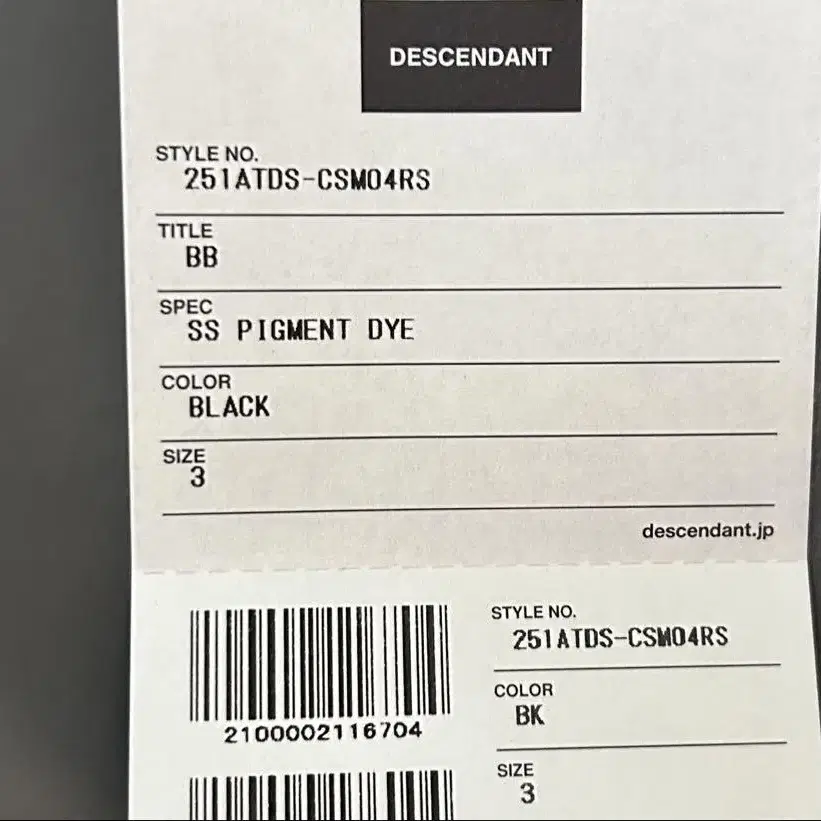 DESCENDANT
STYLE NO.
251ATDS-CSM04RS
TITLE
BB
SPEC
SS PIGMENT DYE
COLOR
BLACK
SIZE
3
descendant.jp
2100002116704
STYLE NO.
251ATDS-CSM04RS
COLOR
BK
SIZE
3